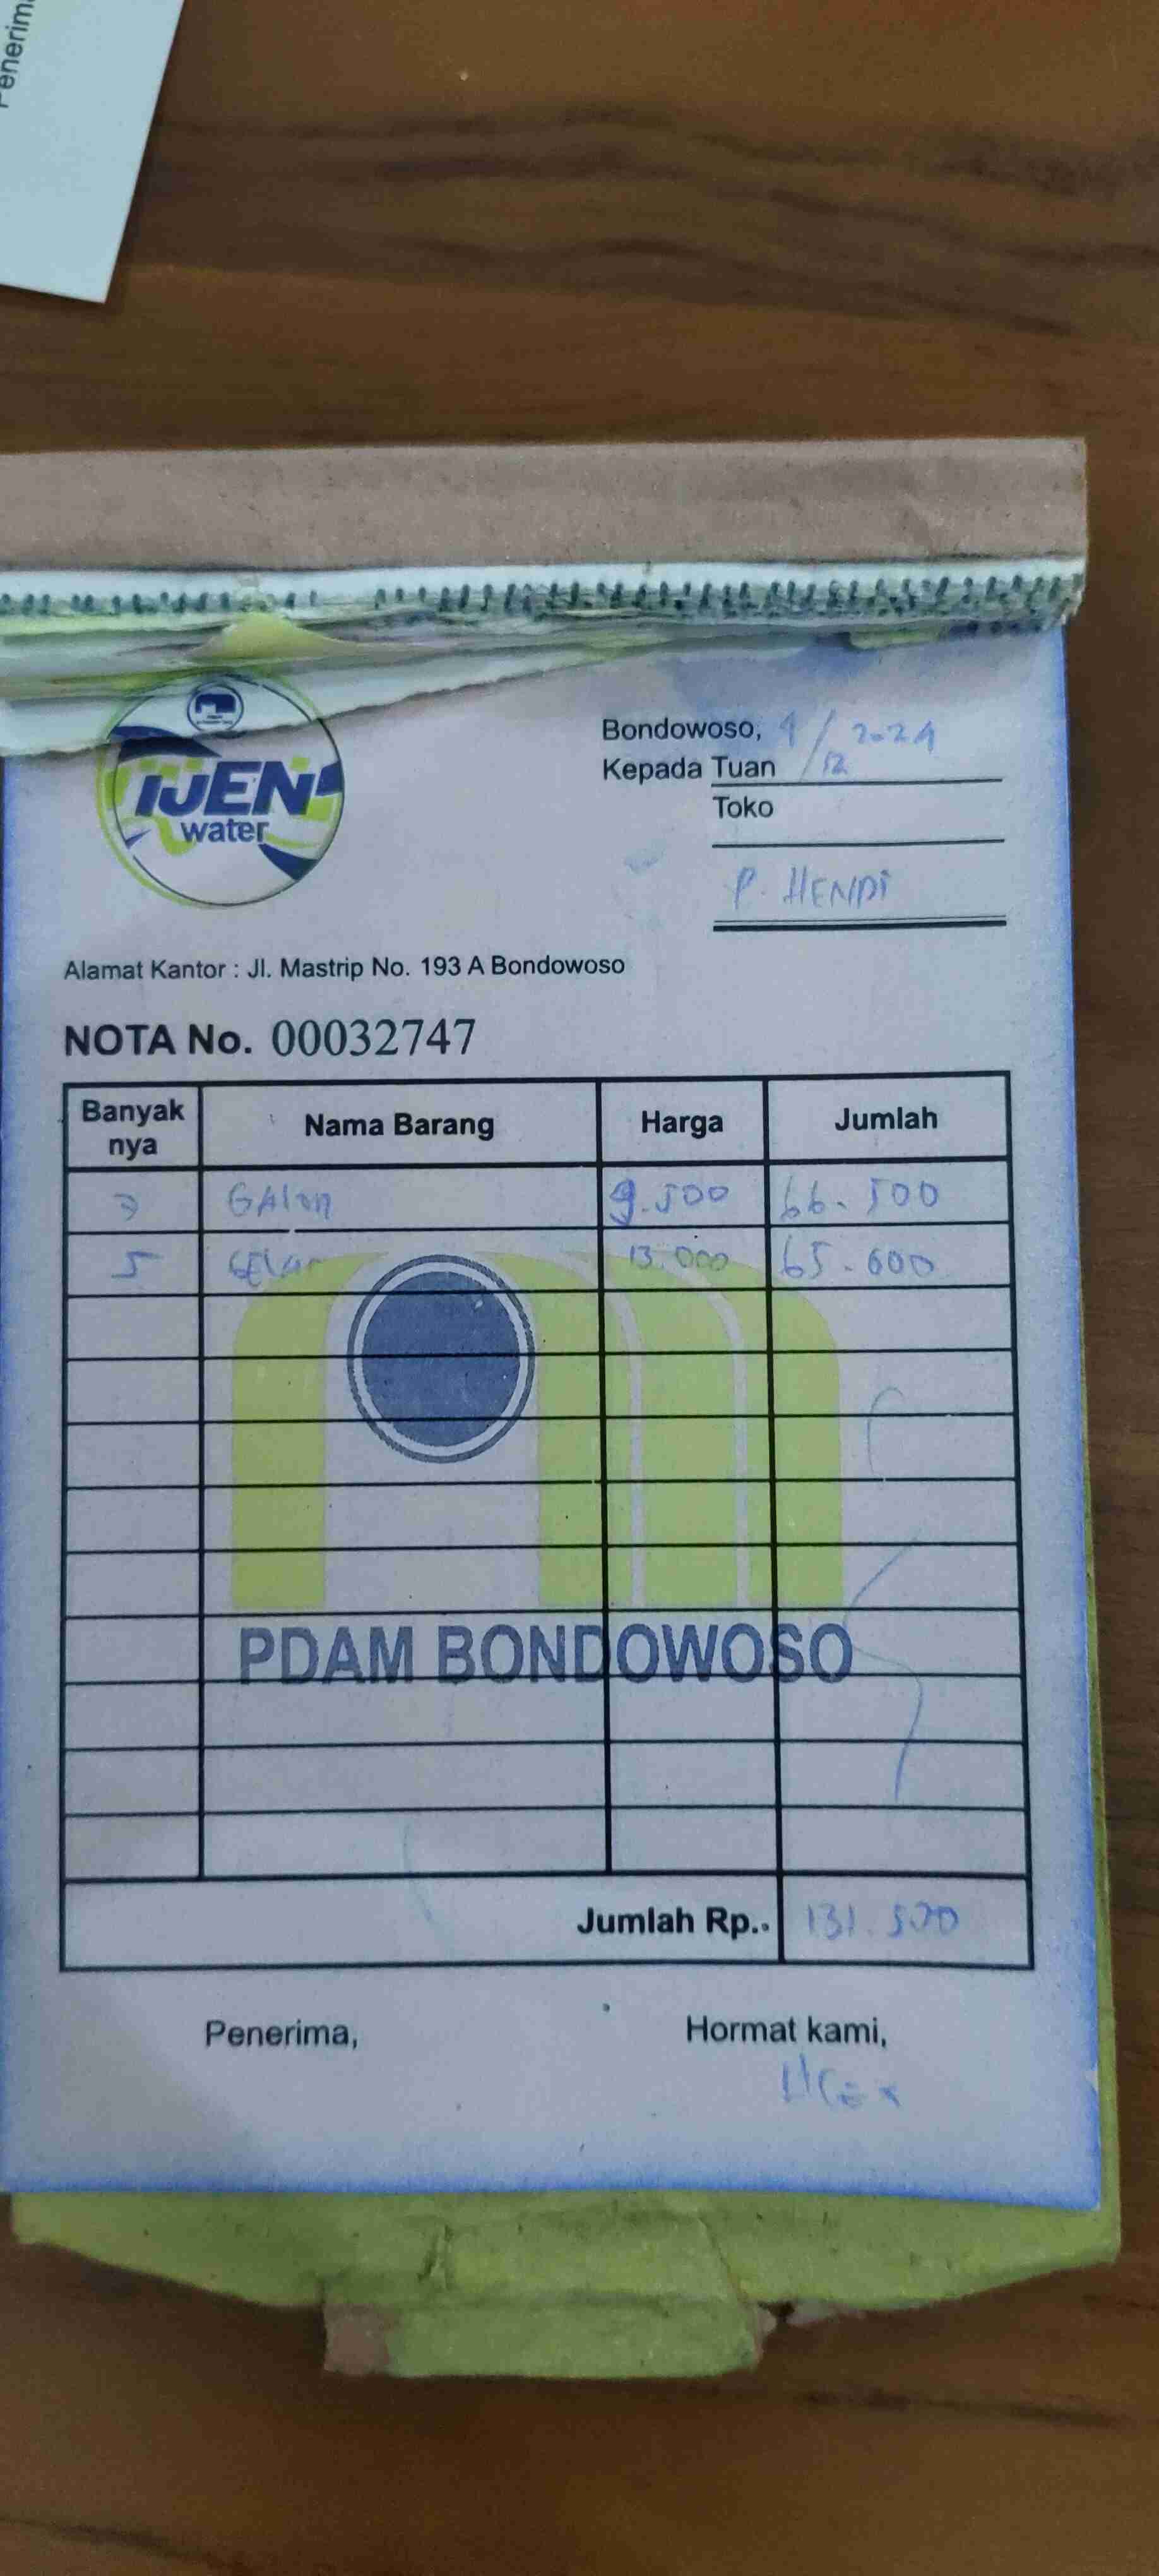 Penerima
IJEN
water
Bondowoso, 4/12 2024
Kepada Tuan
Toko
P. HENDI
Alamat Kantor : Jl. Mastrip No. 193 A Bondowoso
NOTA No. 00032747
Banyak nya Nama Barang Harga Jumlah
7 GAlon 9.500 66.500
5 GELAS 13.000 65.000
PDAM BONDOWOSO
Jumlah Rp.. 131.500
Penerima, Hormat kami,